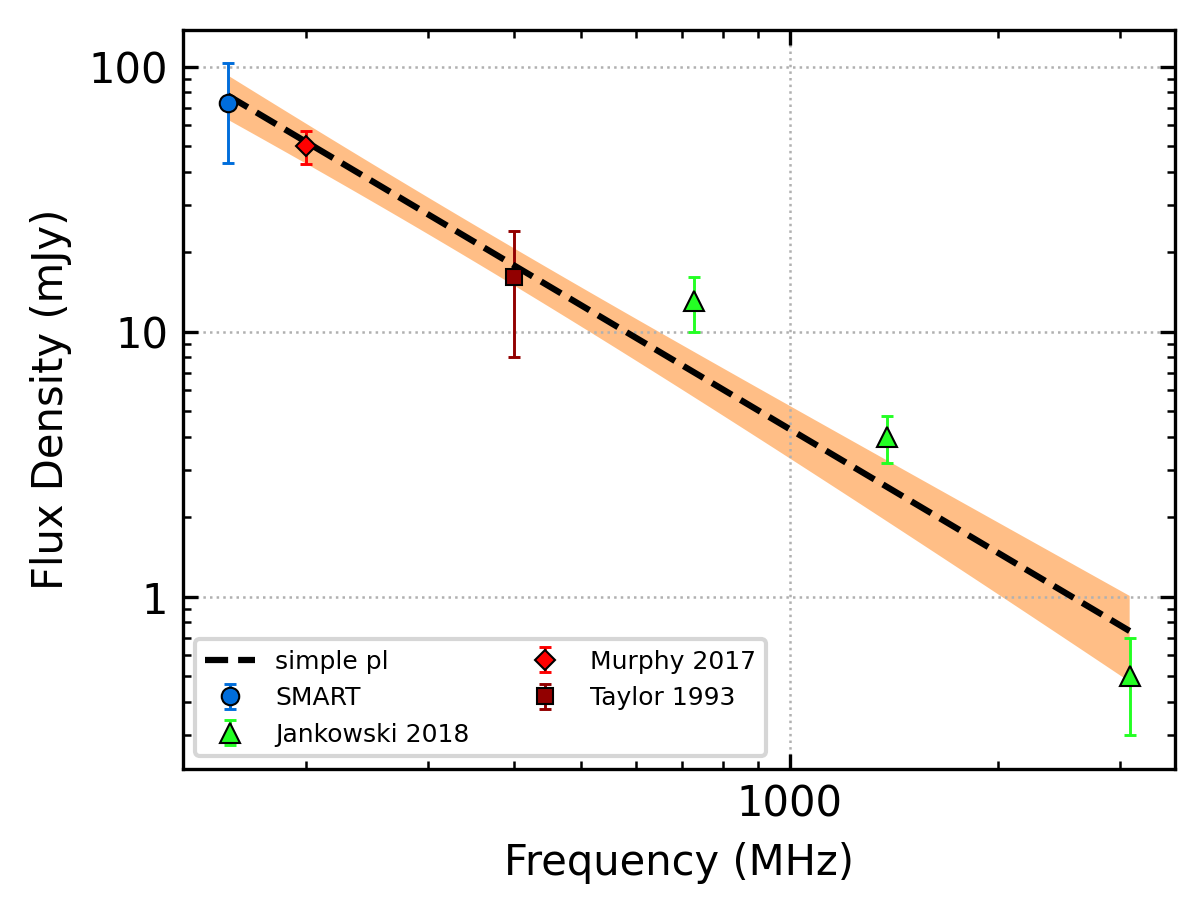 100
10
1
Flux Density (mJy)
simple pl
SMART
Jankowski 2018
Murphy 2017
Taylor 1993
1000
Frequency (MHz)